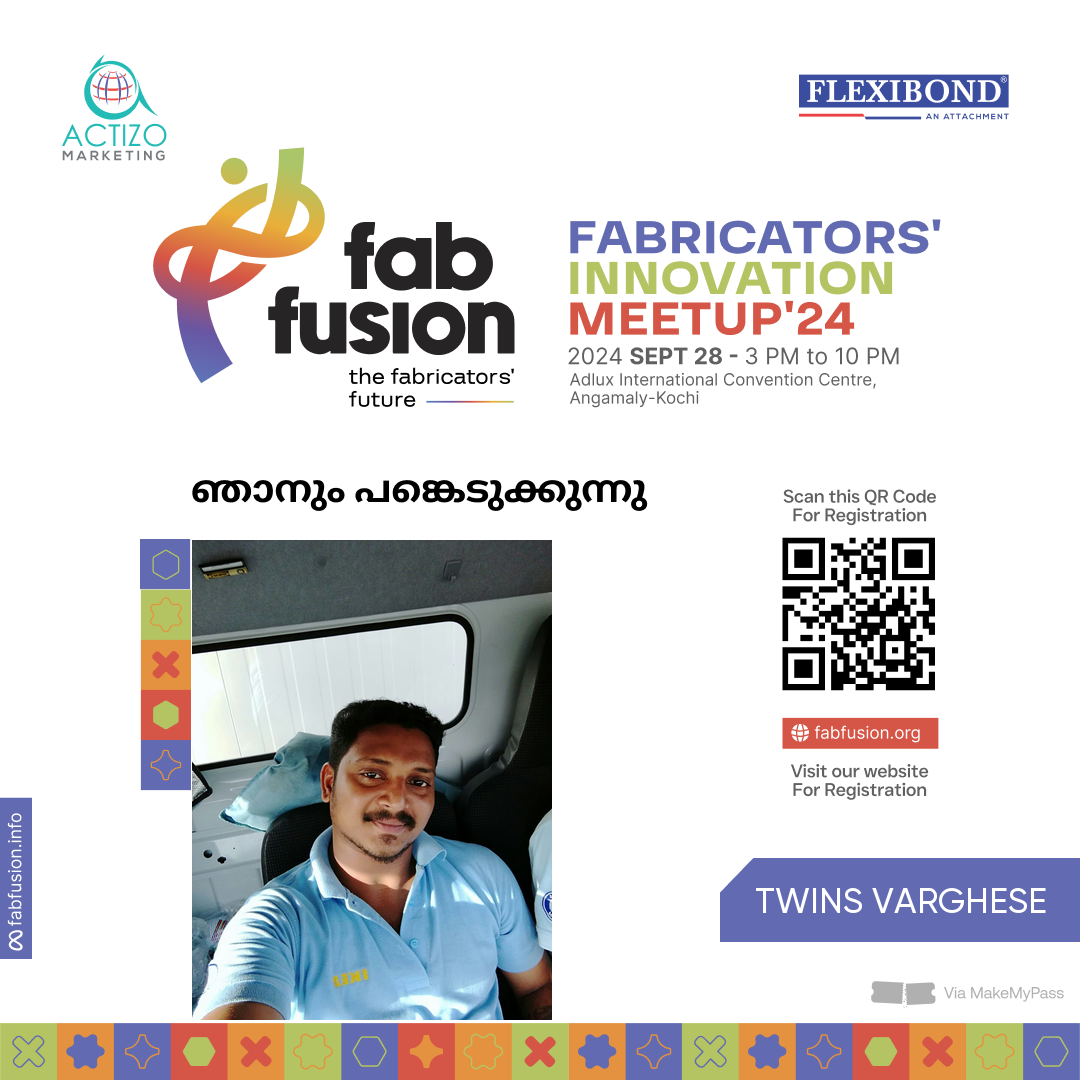 ACTIZO
MARKETING
FLEXIBOND®
AN ATTACHMENT
fab
fusion
the fabricators'
future
FABRICATORS'
INNOVATION
MEETUP'24
2024 SEPT 28 - 3 PM to 10 PM
Adlux International Convention Centre,
Angamaly-Kochi
ഞാനും പങ്കെടുക്കുന്നു
Scan this QR Code
For Registration
fabfusion.org
Visit our website
For Registration
fabfusion.info
TWINS VARGHESE
Via MakeMyPass